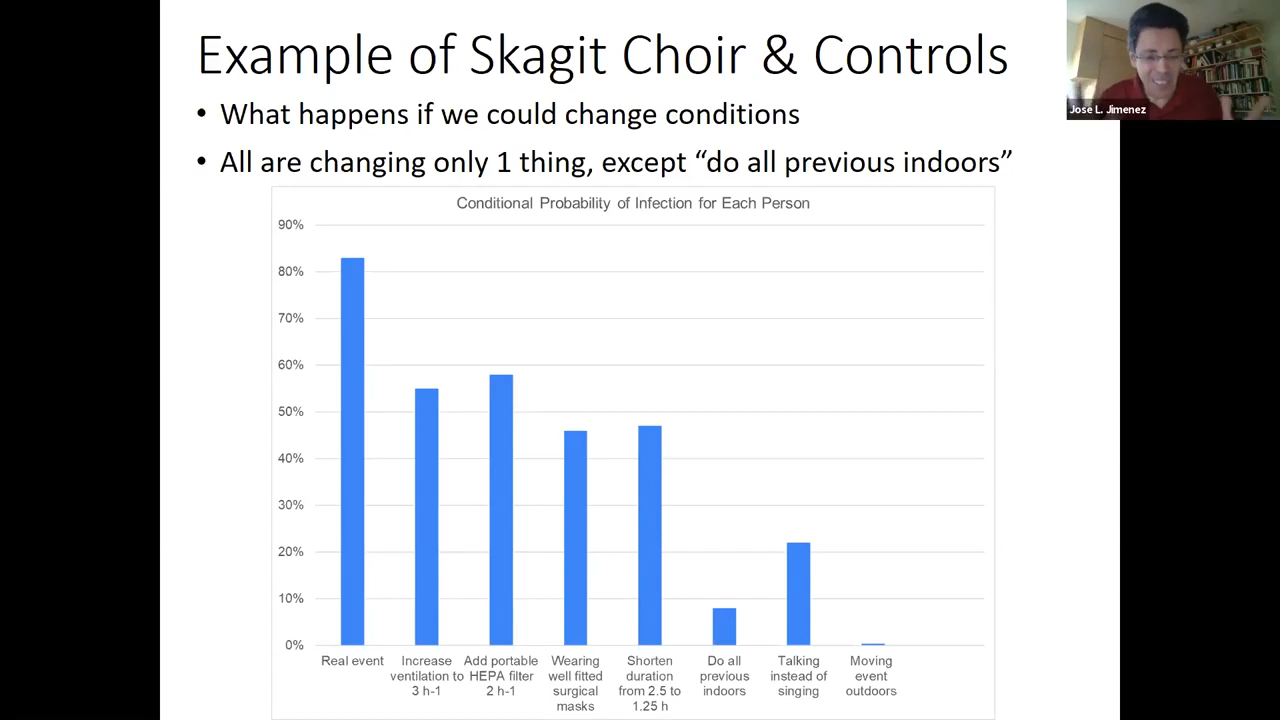 Example of Skagit Choir & Controls
Jose L. Jimenez
• What happens if we could change conditions
• All are changing only 1 thing, except “do all previous indoors”
Conditional Probability of Infection for Each Person
90%
80%
70%
60%
50%
40%
30%
20%
10%
0%
Real event
Increase
ventilation to
3 h-1
Add portable
HEPA filter
2 h-1
Wearing
well fitted
surgical
masks
Shorten
duration
from 2.5 to
1.25 h
Do all
previous
indoors
Talking
instead of
singing
Moving
event
outdoors